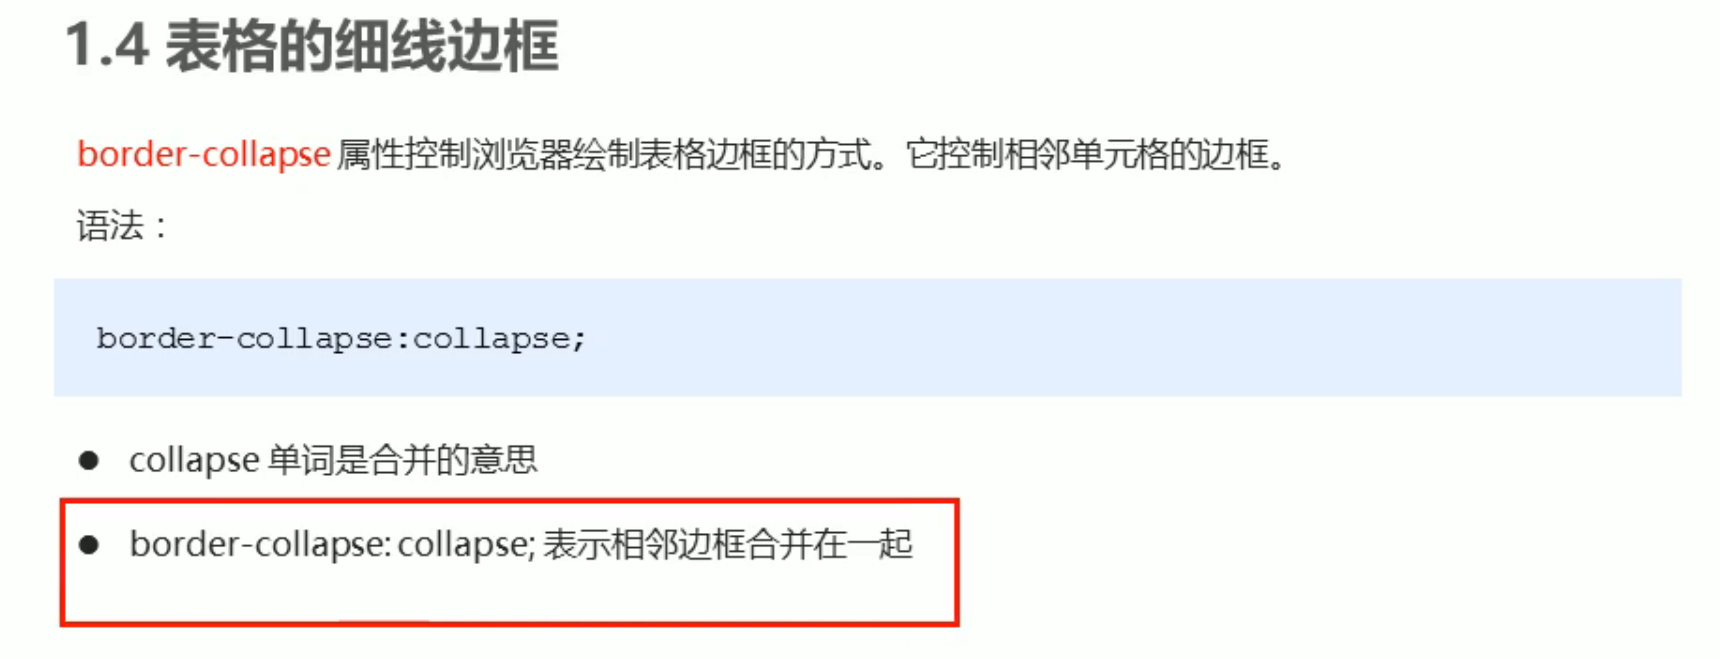 1.4 表格的细线边框
border-collapse 属性控制浏览器绘制表格边框的方式。它控制相邻单元格的边框。
语法：
border-collapse:collapse;
● collapse 单词是合并的意思
● border-collapse: collapse; 表示相邻边框合并在一起